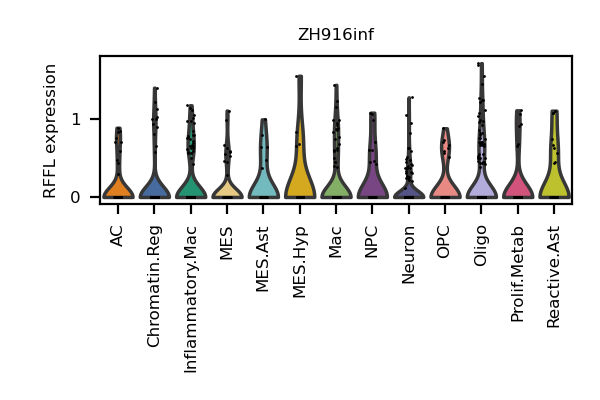 ZH916inf
RFFL expression
1
0
AC
Chromatin.Reg
Inflammatory.Mac
MES
MES.Ast
MES.Hyp
Mac
NPC
Neuron
OPC
Oligo
Prolif.Metab
Reactive.Ast